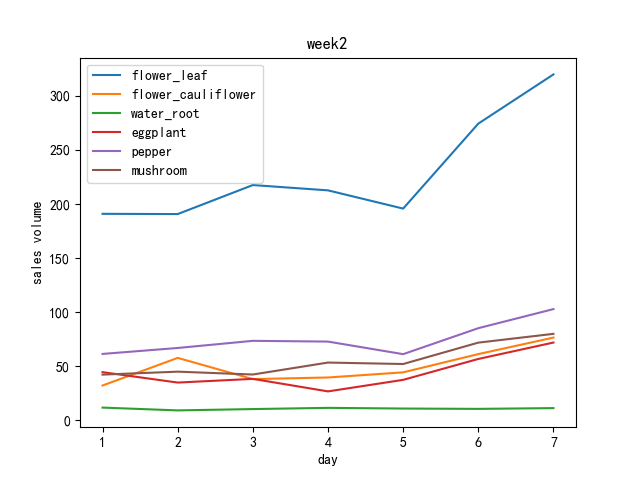 week2
flower_leaf
flower_cauliflower
water_root
eggplant
pepper
mushroom
sales volume
300
250
200
150
100
50
0
1 2 3 4 5 6 7
day